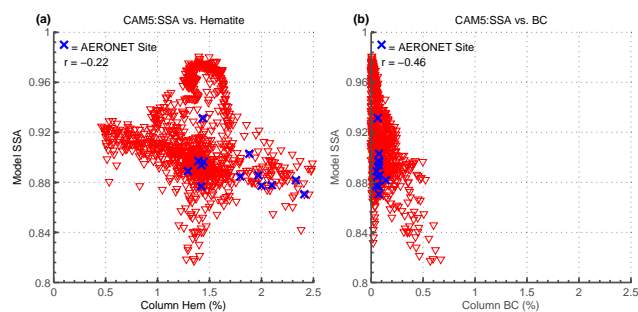 (a) CAM5:SSA vs. Hematite
× = AERONET Site
r = −0.22
Model SSA
1
0.96
0.92
0.88
0.84
0.8
0 0.5 1 1.5 2 2.5
Column Hem (%)
(b) CAM5:SSA vs. BC
× = AERONET Site
r = −0.46
Model SSA
1
0.96
0.92
0.88
0.84
0.8
0 0.5 1 1.5 2 2.5
Column BC (%)